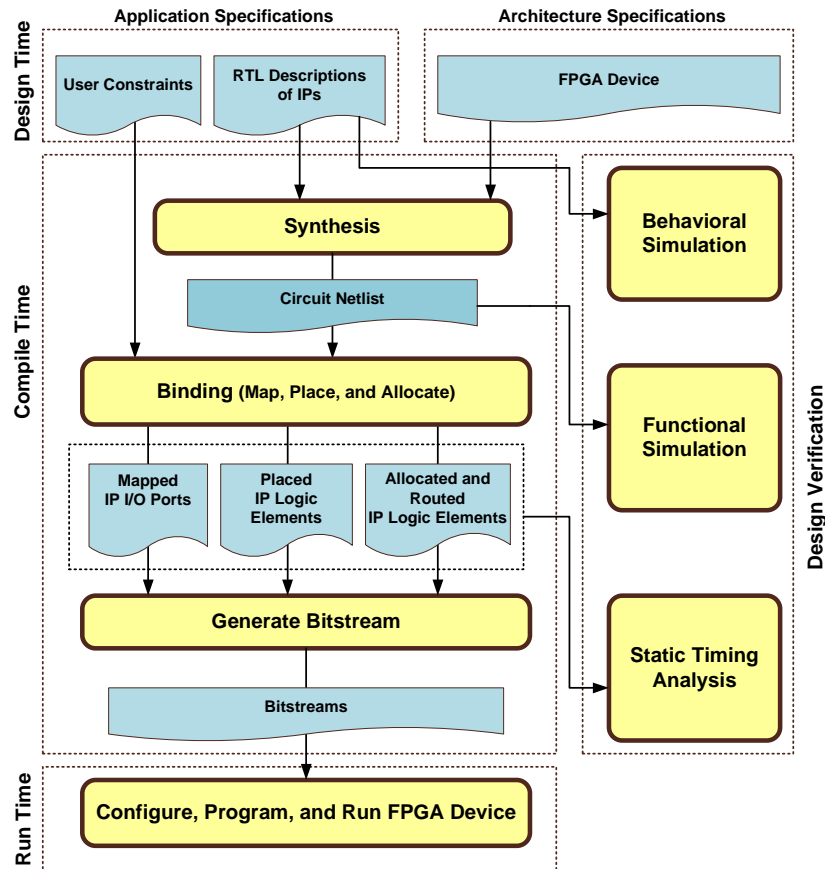 Application Specifications
Architecture Specifications
Design Time
User Constraints
RTL Descriptions
of IPs
FPGA Device
Compile Time
Synthesis
Circuit Netlist
Binding (Map, Place, and Allocate)
Mapped
IP I/O Ports
Placed
IP Logic
Elements
Allocated and
Routed
IP Logic Elements
Generate Bitstream
Bitstreams
Design Verification
Behavioral
Simulation
Functional
Simulation
Static Timing
Analysis
Run Time
Configure, Program, and Run FPGA Device